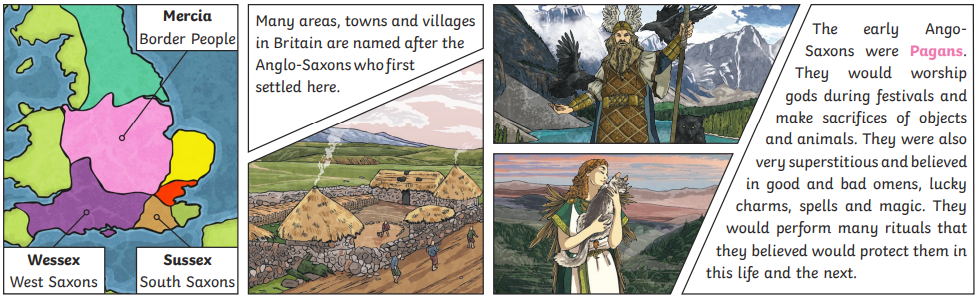 Mercia
Border People
Wessex
West Saxons
Sussex
South Saxons
Many areas, towns and villages
in Britain are named after the
Anglo-Saxons who first
settled here.
The early Ango-
Saxons were Pagans.
They would worship
gods during festivals and
make sacrifices of objects
and animals. They were also
very superstitious and believed
in good and bad omens, lucky
charms, spells and magic. They
would perform many rituals that
they believed would protect them in
this life and the next.